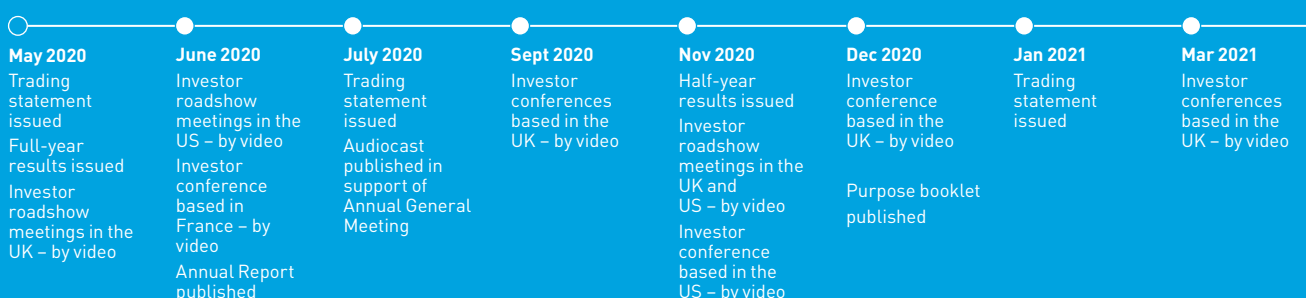 May 2020
Trading
statement
issued
Full-year
results issued
Investor
roadshow
meetings in the
UK – by video
June 2020
Investor
roadshow
meetings in the
US – by video
Investor
conference
based in
France – by
video
Annual Report
published
July 2020
Trading
statement
issued
Audiocast
published in
support of
Annual General
Meeting
Sept 2020
Investor
conferences
based in the
UK – by video
Nov 2020
Half-year
results issued
Investor
roadshow
meetings in the
UK and
US – by video
Investor
conference
based in the
US – by video
Dec 2020
Investor
conference
based in the
UK – by video
Purpose booklet
published
Jan 2021
Trading
statement
issued
Mar 2021
Investor
conferences
based in the
UK – by video